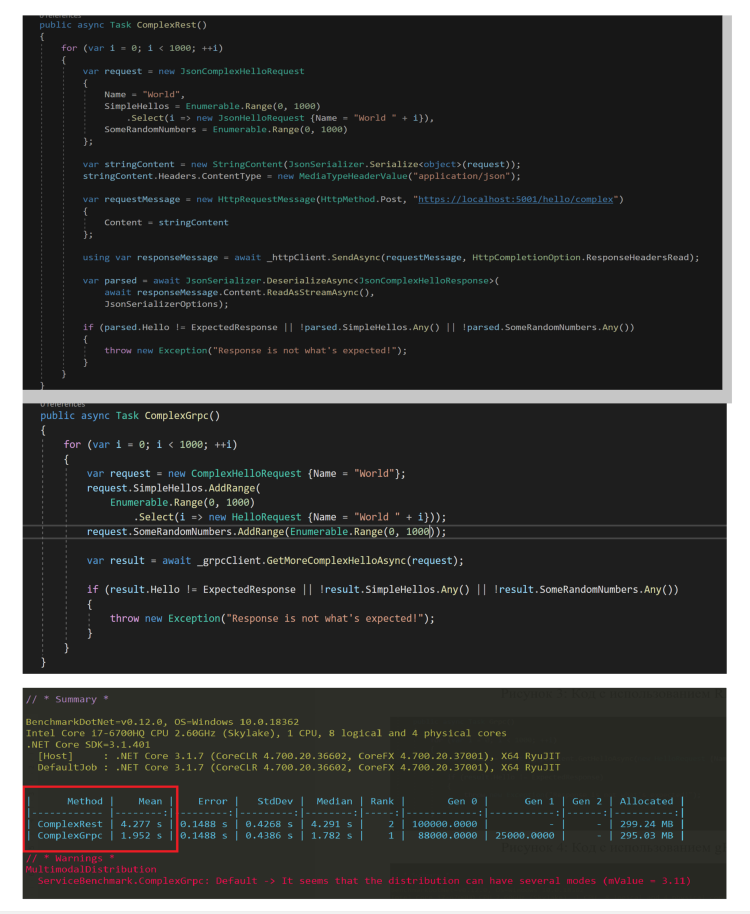 0 references
public async Task ComplexRest()
{
for (var i = 0; i < 1000; ++i)
{
var request = new JsonComplexHelloRequest
{
Name = "World",
SimpleHellos = Enumerable.Range(0, 1000)
.Select(i => new JsonHelloRequest {Name = "World " + i}),
SomeRandomNumbers = Enumerable.Range(0, 1000)
};
var stringContent = new StringContent(JsonSerializer.Serialize<object>(request));
stringContent.Headers.ContentType = new MediaTypeHeaderValue("application/json");
var requestMessage = new HttpRequestMessage(HttpMethod.Post, "https://localhost:5001/hello/complex")
{
Content = stringContent
};
using var responseMessage = await _httpClient.SendAsync(requestMessage, HttpCompletionOption.ResponseHeadersRead);
var parsed = await JsonSerializer.DeserializeAsync<JsonComplexHelloResponse>(
await responseMessage.Content.ReadAsStreamAsync(),
JsonSerializerOptions);
if (parsed.Hello != ExpectedResponse || !parsed.SimpleHellos.Any() || !parsed.SomeRandomNumbers.Any())
{
throw new Exception("Response is not what's expected!");
}
}
}
0 references
public async Task ComplexGrpc()
{
for (var i = 0; i < 1000; ++i)
{
var request = new ComplexHelloRequest {Name = "World"};
request.SimpleHellos.AddRange(
Enumerable.Range(0, 1000)
.Select(i => new HelloRequest {Name = "World " + i}));
request.SomeRandomNumbers.AddRange(Enumerable.Range(0, 1000));
var result = await _grpcClient.GetMoreComplexHelloAsync(request);
if (result.Hello != ExpectedResponse || !result.SimpleHellos.Any() || !result.SomeRandomNumbers.Any())
{
throw new Exception("Response is not what's expected!");
}
}
}
// * Summary *
BenchmarkDotNet=v0.12.0, OS=Windows 10.0.18362
Intel Core i7-6700HQ CPU 2.60GHz (Skylake), 1 CPU, 8 logical and 4 physical cores
.NET Core SDK=3.1.401
[Host] : .NET Core 3.1.7 (CoreCLR 4.700.20.36602, CoreFX 4.700.20.37001), X64 RyuJIT
DefaultJob : .NET Core 3.1.7 (CoreCLR 4.700.20.36602, CoreFX 4.700.20.37001), X64 RyuJIT
| Method | Mean | Error | StdDev | Median | Rank | Gen 0 | Gen 1 | Gen 2 | Allocated |
|------------ |--------:|---------:|---------:|--------:|-----:|------------:|-----------:|------:|----------:|
| ComplexRest | 4.277 s | 0.1488 s | 0.4268 s | 4.291 s | 2 | 100000.0000 | - | - | 299.24 MB |
| ComplexGrpc | 1.952 s | 0.1488 s | 0.4386 s | 1.782 s | 1 | 88000.0000 | 25000.0000 | - | 295.03 MB |
// * Warnings *
MultimodalDistribution
ServiceBenchmark.ComplexGrpc: Default -> It seems that the distribution can have several modes (mValue = 3.11)